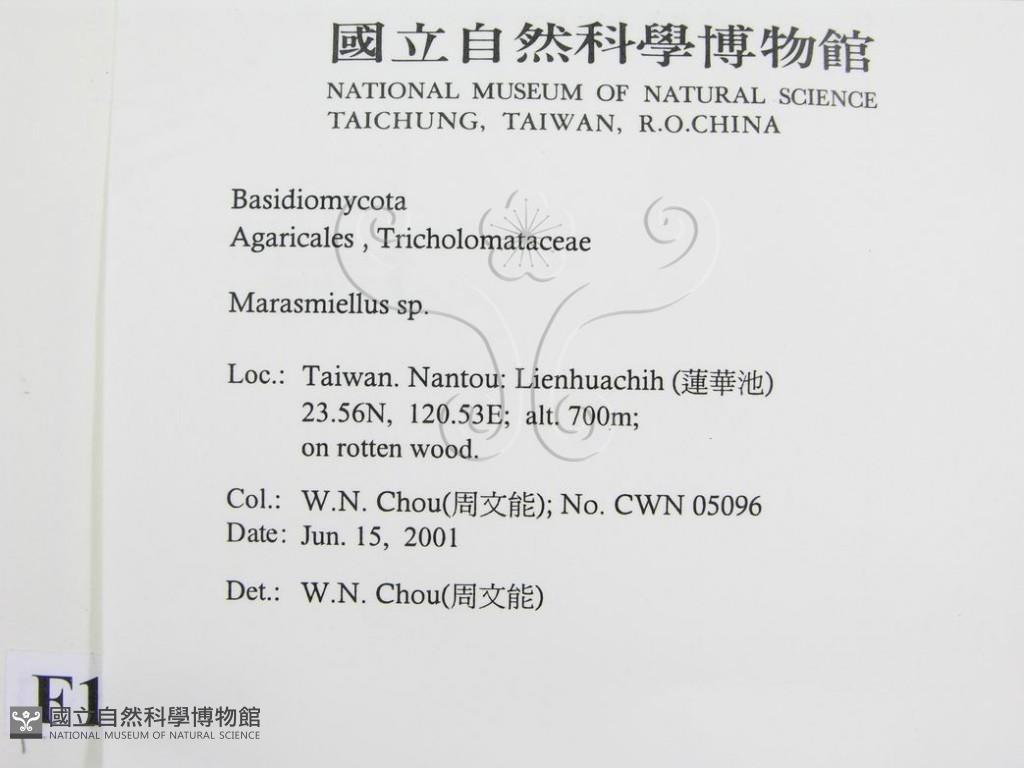 國立自然科學博物館
NATIONAL MUSEUM OF NATURAL SCIENCE
TAICHUNG, TAIWAN, R.O.CHINA
Basidiomycota
Agaricales , Tricholomataceae
Marasmiellus sp.
Loc.: Taiwan. Nantou: Lienhuachih (蓮華池)
23.56N, 120.53E; alt. 700m;
on rotten wood.
Col.: W.N. Chou(周文能); No. CWN 05096
Date: Jun. 15, 2001
Det.: W.N. Chou(周文能)
國立自然科學博物館
NATIONAL MUSEUM OF NATURAL SCIENCE